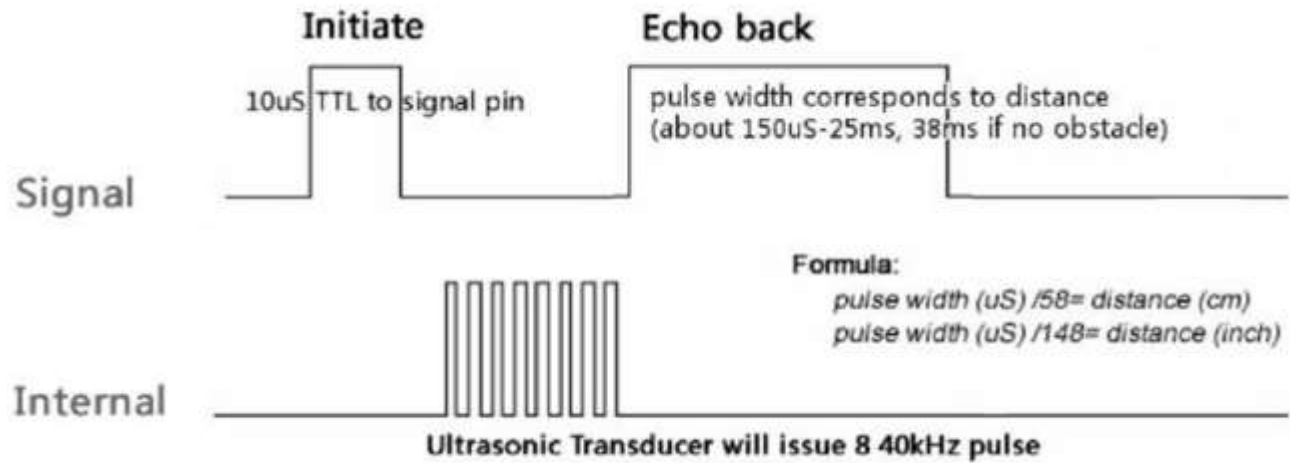 Initiate
Echo back
10uS TTL to signal pin
pulse width corresponds to distance
(about 150uS-25ms, 38ms if no obstacle)
Signal
Formula:
pulse width (uS) /58= distance (cm)
pulse width (uS) /148= distance (inch)
Internal
Ultrasonic Transducer will issue 8 40kHz pulse